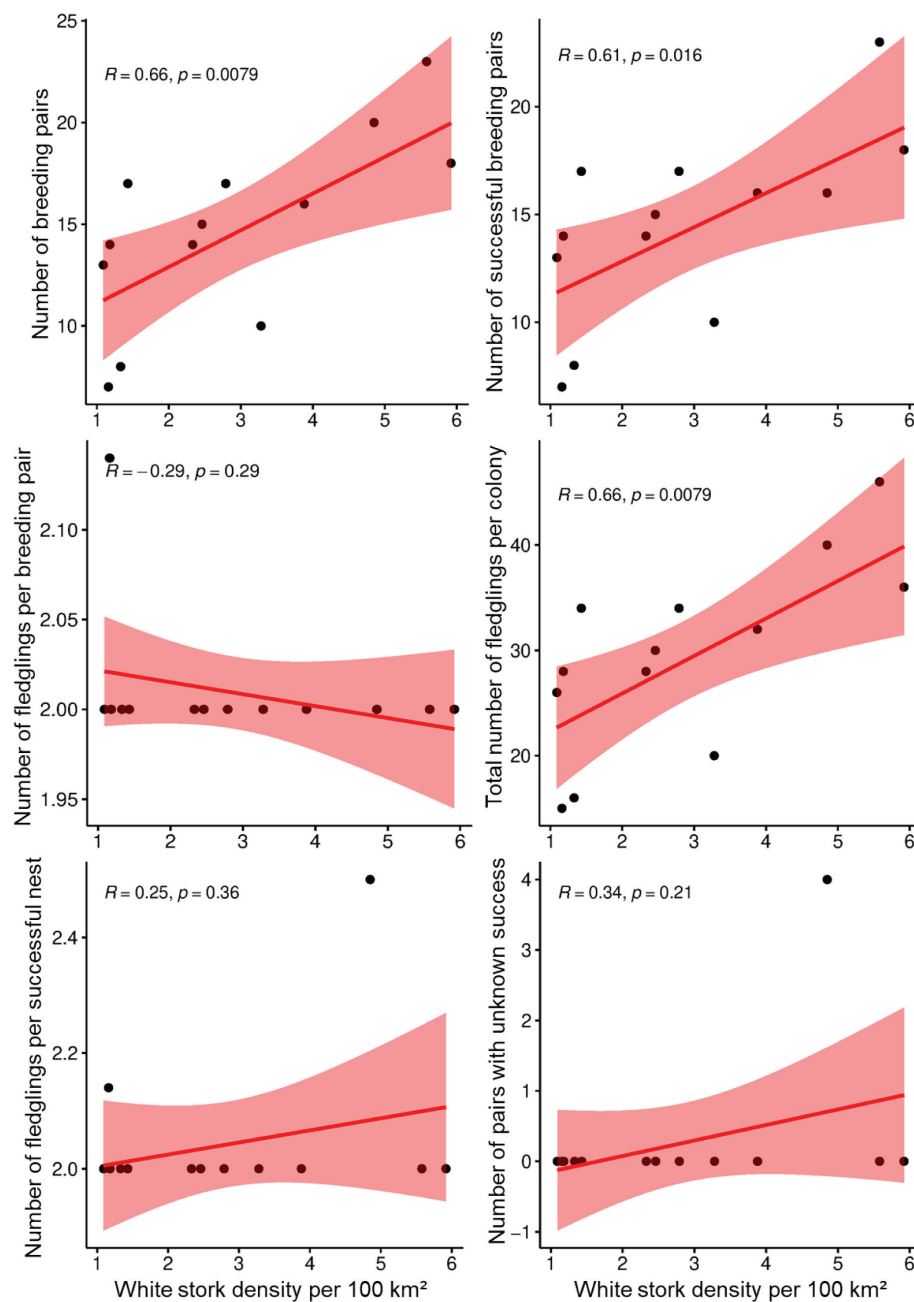 Number of breeding pairs
25
20
15
10
R = 0.66, p = 0.0079
1 2 3 4 5 6
Number of successful breeding pairs
20
15
10
R = 0.61, p = 0.016
1 2 3 4 5 6
Number of fledglings per breeding pair
2.10
2.05
2.00
1.95
R = −0.29, p = 0.29
1 2 3 4 5 6
Total number of fledglings per colony
40
30
20
R = 0.66, p = 0.0079
1 2 3 4 5 6
Number of fledglings per successful nest
2.4
2.2
2.0
R = 0.25, p = 0.36
1 2 3 4 5 6
White stork density per 100 km²
Number of pairs with unknown success
4
3
2
1
0
−1
R = 0.34, p = 0.21
1 2 3 4 5 6
White stork density per 100 km²